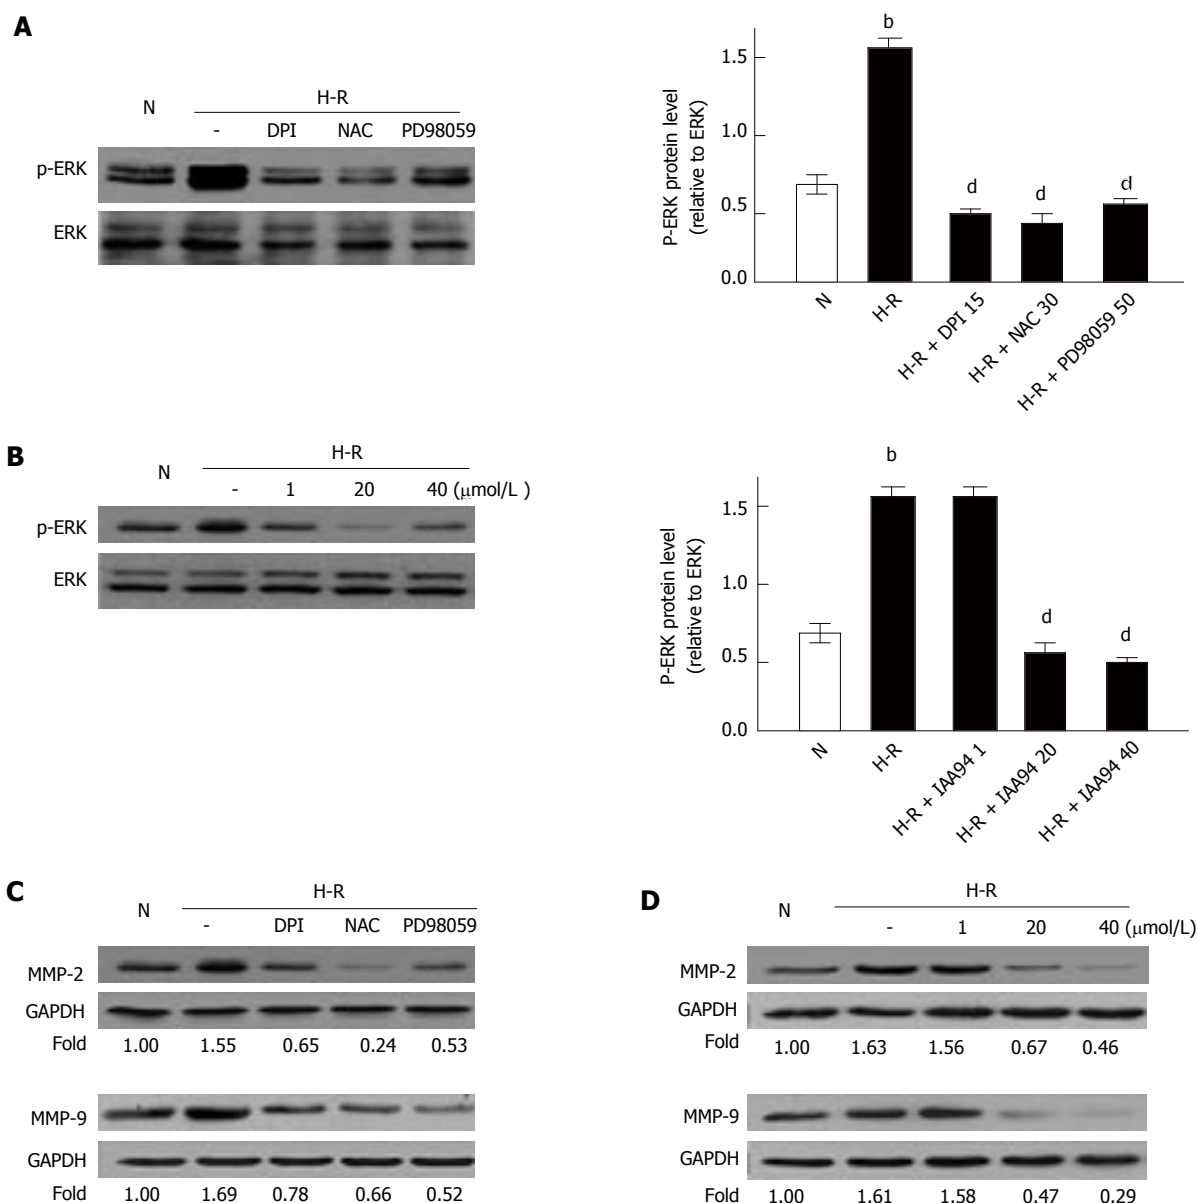 A
N
H-R
- DPI NAC PD98059
p-ERK
ERK
P-ERK protein level
(relative to ERK)
1.5
1.0
0.5
0.0
b
d
d
d
N
H-R
H-R + DPI 15
H-R + NAC 30
H-R + PD98059 50
B
N
H-R
- 1 20 40 (μmol/L)
p-ERK
ERK
P-ERK protein level
(relative to ERK)
1.5
1.0
0.5
0.0
b
d
d
N
H-R
H-R + IAA94 1
H-R + IAA94 20
H-R + IAA94 40
C
N
H-R
- DPI NAC PD98059
MMP-2
GAPDH
Fold 1.00 1.55 0.65 0.24 0.53
MMP-9
GAPDH
Fold 1.00 1.69 0.78 0.66 0.52
D
N
H-R
- 1 20 40 (μmol/L)
MMP-2
GAPDH
Fold 1.00 1.63 1.56 0.67 0.46
MMP-9
GAPDH
Fold 1.00 1.61 1.58 0.47 0.29